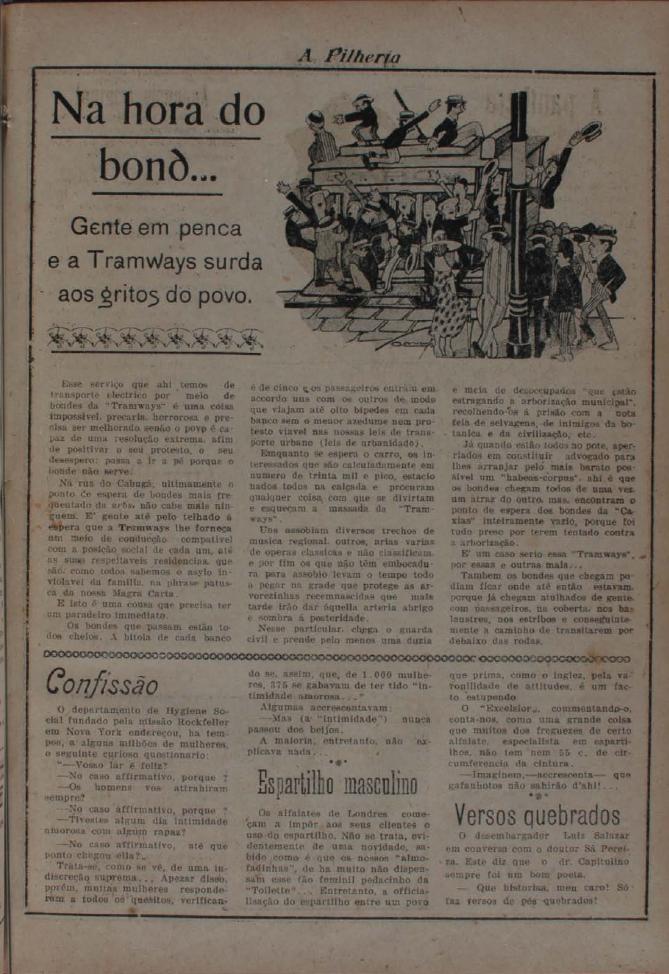 A Pilheria
Na hora do
bond...
Gente em penca
e a Tramways surda
aos gritos do povo.
Esse serviço que ahi temos de
transporte electrico por meio de
bondes da "Tramways" é uma coisa
impossivel, precaria, horrorosa e pre-
cisa ser melhorado senão o povo é ca-
paz de uma resolução extrema, afim
de positivar o seu protesto, o seu
desespero: passa a ir a pé porque o
bonde não serve.
Ná rua do Cabugá, ultimamente o
ponto de espera de bondes mais fre-
quentado da urbs, não cabe mais nin-
guem. E' gente até pelo telhado á
espera que a Tramways lhe forneça
um meio de conducção compativel
com a posição social de cada um, até
as suas respeitaveis residencias, que
são, como todos sabemos o asylo in-
violavel da familia, na phrase patus-
ca da nossa Magra Carta.
E isto é uma cousa que precisa ter
um paradeiro immediato.
Os bondes que passam estão to-
dos cheios. A bitola de cada banco
é de cinco e os passageiros entram em
accordo uns com os outros de modo
que viajam até oito bipedes em cada
banco sem o menor azedume nem pro-
testo viavel nas nossas leis de trans-
porte urbano (leis de urbanidade).
Emquanto se espera o carro, os in-
teressados que são calculadamente em
numero de trinta mil e pico, estacio
nados todos na calçada e procuram
qualquer coisa com que se divirtam
e esqueçam a massada da "Tram-
ways".
Uns assobiam diversos trechos de
musica regional, outros, arias varias
de operas classicas e não classificam,
e por fim os que não têm embocadu-
ra para assobio levam o tempo todo
a pegar na grade que protege as ar-
vorezinhas recemnascidas que mais
tarde irão dar áquella arteria abrigo
e sombra á posteridade.
Nesse particular, chega o guarda
civil e prende pelo menos uma duzia
e meia de desoccupados "que estão
estragando a arborização municipal",
recolhendo-os á prisão com a nota
feia de selvagens, de inimigos da bo-
tanica e da civilização, etc.
Já quando estão todos no pote, aper-
riados em constituir advogado para
lhes arranjar pelo mais barato pos-
sivel um "habeas-corpus", ahi é que
os bondes chegam todos de uma vez,
um atraz do outro, mas, encontram o
ponto de espera dos bondes da "Ca-
xias" inteiramente vazio, porque foi
tudo preso por terem tentado contra
a arborização.
E' um caso serio essa "Tramways",
por essas e outras mais...
Tambem os bondes que chegam po-
diam ficar onde até então estavam,
porque já chegam atulhados de gente,
com passageiros, na coberta, nos ba-
laustres, nos estribos e conseguinte-
mente a caminho de transitarem por
debaixo das rodas.
Confissão
O departamento de Hygiene So-
cial fundado pela missão Rockfeller
em Nova York endereçou, ha tem-
pos, a alguns milhões de mulheres,
o seguinte curioso questionario:
"—Vosso lar é feliz?
—No caso affirmativo, porque ?
—Os homens vos attrahiram
sempre?
—No caso affirmativo, porque ?
—Tivestes algum dia intimidade
amorosa com algum rapaz?
—No caso affirmativo, até que
ponto chegou ella?
Trata-se, como se vê, de uma in-
discreção suprema... Apezar disso,
porém, muitas mulheres responde-
ram a todos os quesitos, verifican-
do se, assim, que, de 1.000 mulhe-
res, 375 se gabavam de ter tido "in-
timidade amorosa..."
Algumas accrescentavam:
—Mas (a "intimidade") nunca
passou dos beijos.
A maioria, entretanto, não ex-
plicava nada...
Espartilho masculino
Os alfaiates de Londres come-
çam a impôr aos seus clientes o
uso do espartilho. Não se trata, evi-
dentemente de uma novidade, sa-
bido como é que os nossos "almo-
fadinhas", de ha muito não dispen-
sam esse tão feminil pedacinho da
"Toilette"... Entretanto, a officia-
lisação do espartilho entre um povo
que prima, como o inglez, pela va-
ronilidade de attitudes, é um fac-
to estupendo
O "Excelsior", commentando-o,
conta-nos, como uma grande coisa
que muitos dos freguezes de certo
alfaiate, especialista em esparti-
lhos, não tem nem 55 c. de cir-
cumferencia da cintura.
—Imaginem,—accrescenta— que
gafanhotos não sahirão d'ahi!...
Versos quebrados
O desembargador Luiz Salazar
em conversa com o doutor Sá Perei-
ra. Este diz que o dr. Capitulino
sempre foi um bom poeta.
— Que historias, meu caro! Só
faz versos de pés quebrados!